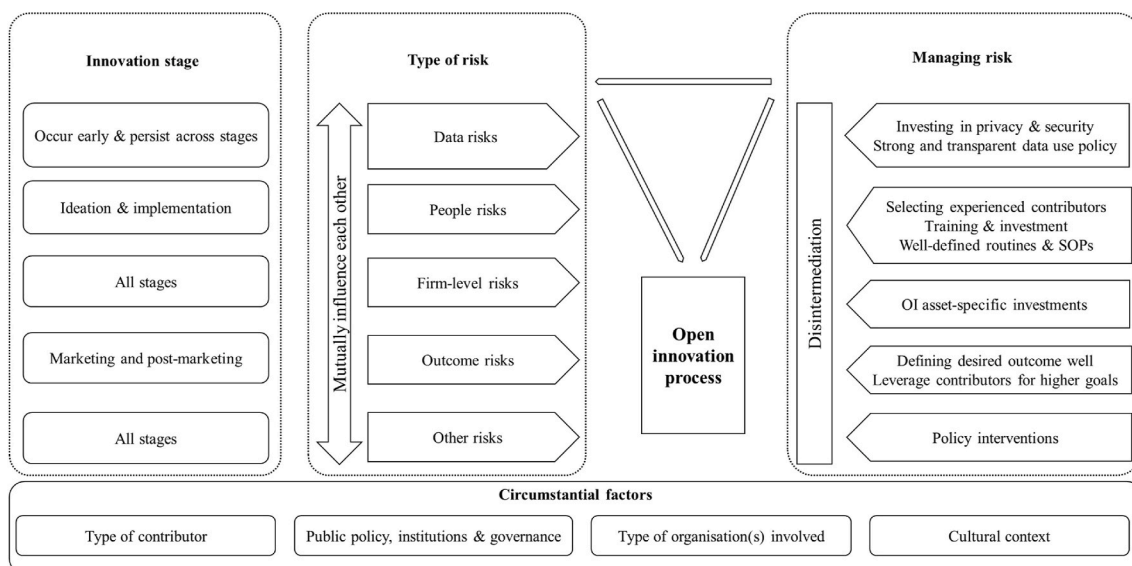 Innovation stage
Occur early & persist across stages
Ideation & implementation
All stages
Marketing and post-marketing
All stages
Type of risk
Mutually influence each other
Data risks
People risks
Firm-level risks
Outcome risks
Other risks
Open
innovation
process
Managing risk
Disintermediation
Investing in privacy & security
Strong and transparent data use policy
Selecting experienced contributors
Training & investment
Well-defined routines & SOPs
OI asset-specific investments
Defining desired outcome well
Leverage contributors for higher goals
Policy interventions
Circumstantial factors
Type of contributor
Public policy, institutions & governance
Type of organisation(s) involved
Cultural context